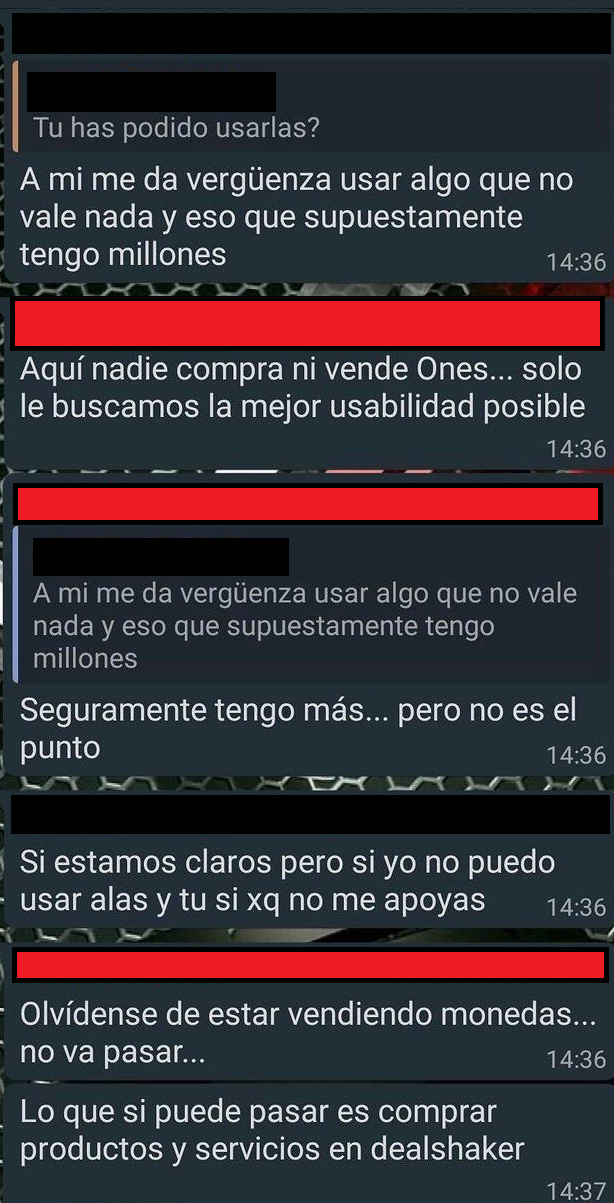 Tu has podido usarlas?
A mi me da vergüenza usar algo que no
vale nada y eso que supuestamente
tengo millones
14:36
Aquí nadie compra ni vende Ones... solo
le buscamos la mejor usabilidad posible
14:36
A mi me da vergüenza usar algo que no vale
nada y eso que supuestamente tengo
millones
Seguramente tengo más... pero no es el
punto
14:36
Si estamos claros pero si yo no puedo
usar alas y tu si xq no me apoyas
14:36
Olvídense de estar vendiendo monedas...
no va pasar...
14:36
Lo que si puede pasar es comprar
productos y servicios en dealshaker
14:37